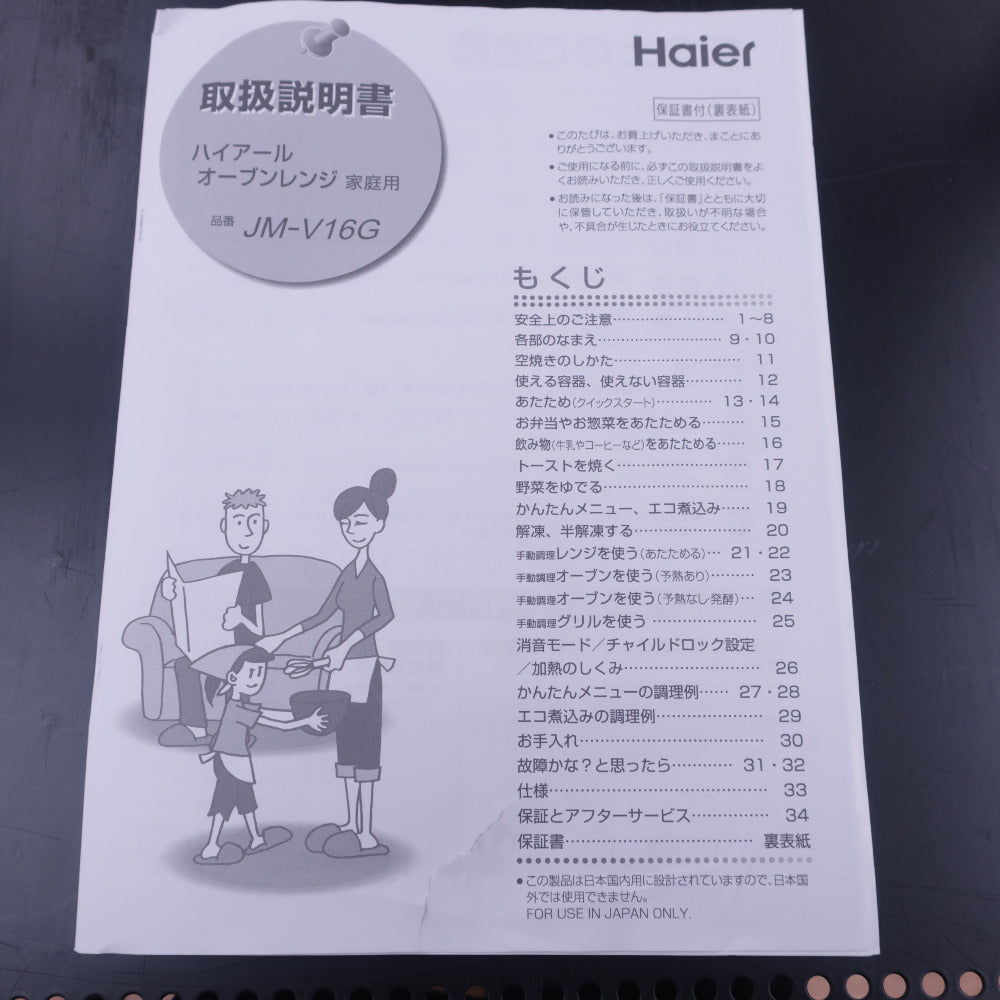 取扱説明書
ハイアール
オーブンレンジ 家庭用
品番 JM-V16G
Haier
保証書付(裏表紙)
●このたびは、お買上げいただき、まことにあ
りがとうございます。
●ご使用になる前に、必ずこの取扱説明書をよ
くお読みいただき、正しくご使用ください。
●お読みになった後は、「保証書」とともに大切
に保管していただき、取扱いが不明な場合
や、不具合が生じたときにお役立てください。
もくじ
安全上のご注意…………………… 1〜8
各部のなまえ…………………… 9・10
空焼きのしかた…………………… 11
使える容器、使えない容器………… 12
あたため(クイックスタート)………… 13・14
お弁当やお惣菜をあたためる……… 15
飲み物(牛乳やコーヒーなど)をあたためる…… 16
トーストを焼く…………………… 17
野菜をゆでる…………………… 18
かんたんメニュー、エコ煮込み…… 19
解凍、半解凍する…………………… 20
手動調理レンジを使う(あたためる)… 21・22
手動調理オーブンを使う(予熱あり)……… 23
手動調理オーブンを使う(予熱なし・発酵)… 24
手動調理グリルを使う …………………… 25
消音モード/チャイルドロック設定
/加熱のしくみ…………………… 26
かんたんメニューの調理例…… 27・28
エコ煮込みの調理例………………… 29
お手入れ…………………………… 30
故障かな?と思ったら………… 31・32
仕様………………………………… 33
保証とアフターサービス…………… 34
保証書…………………………… 裏表紙
●この製品は日本国内用に設計されていますので、日本国
外では使用できません。
FOR USE IN JAPAN ONLY.